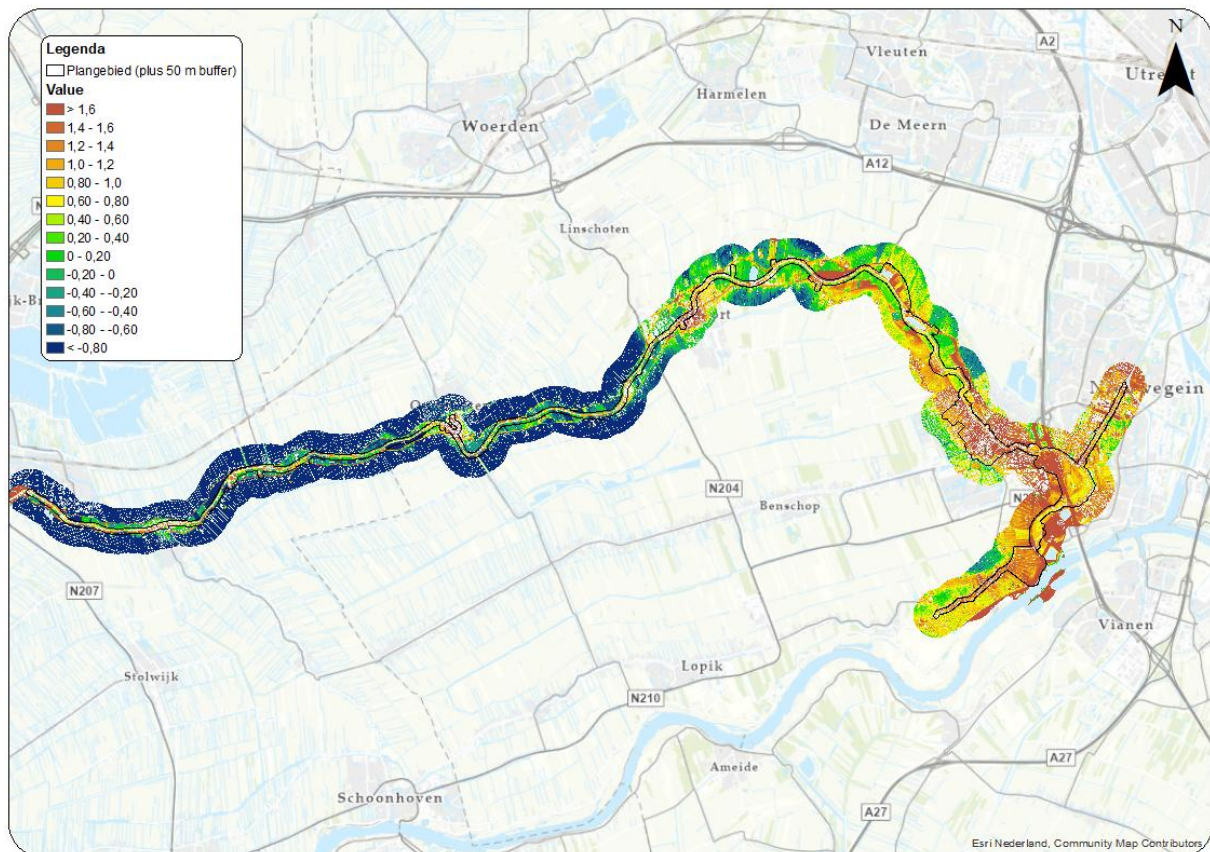 Legenda
Plangebied (plus 50 m buffer)
Value
> 1,6
1,4 - 1,6
1,2 - 1,4
1,0 - 1,2
0,80 - 1,0
0,60 - 0,80
0,40 - 0,60
0,20 - 0,40
0 - 0,20
-0,20 - 0
-0,40 - -0,20
-0,60 - -0,40
-0,80 - -0,60
< -0,80
N
A2
Vleuten
Harmelen
Woerden
De Meern
A12
Linschoten
N204
Benschop
N207
Vianen
Stolwijk
Lopik
N210
Ameide
A27
Schoonhoven
A27
Esri Nederland, Community Map Contributors